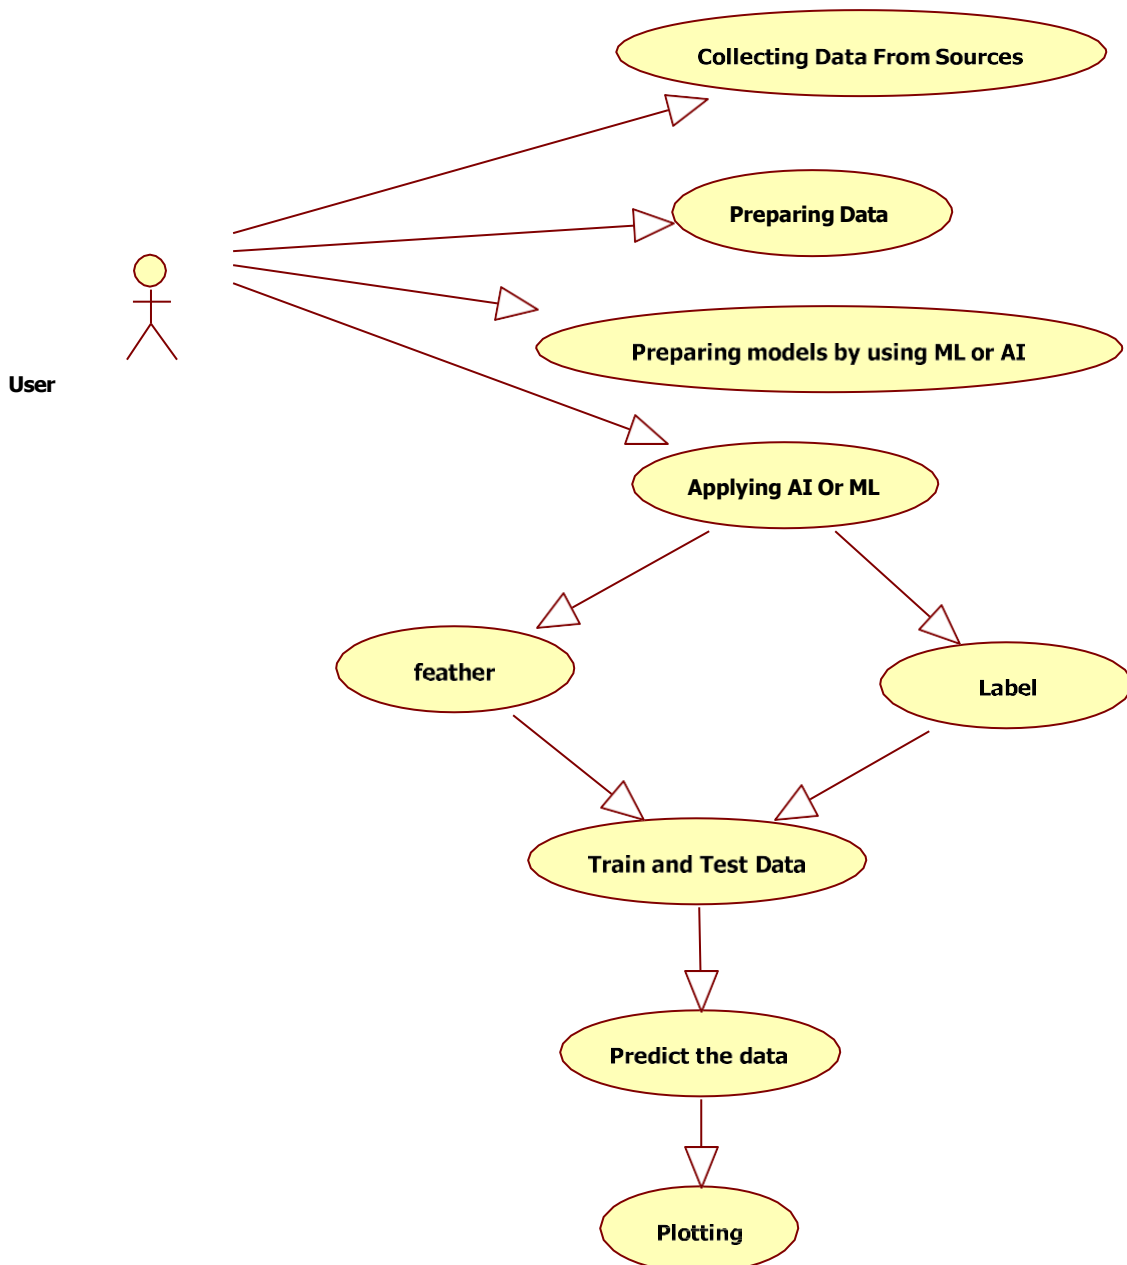 Collecting Data From Sources
Preparing Data
User
Preparing models by using ML or AI
Applying AI Or ML
feather
Label
Train and Test Data
Predict the data
Plotting